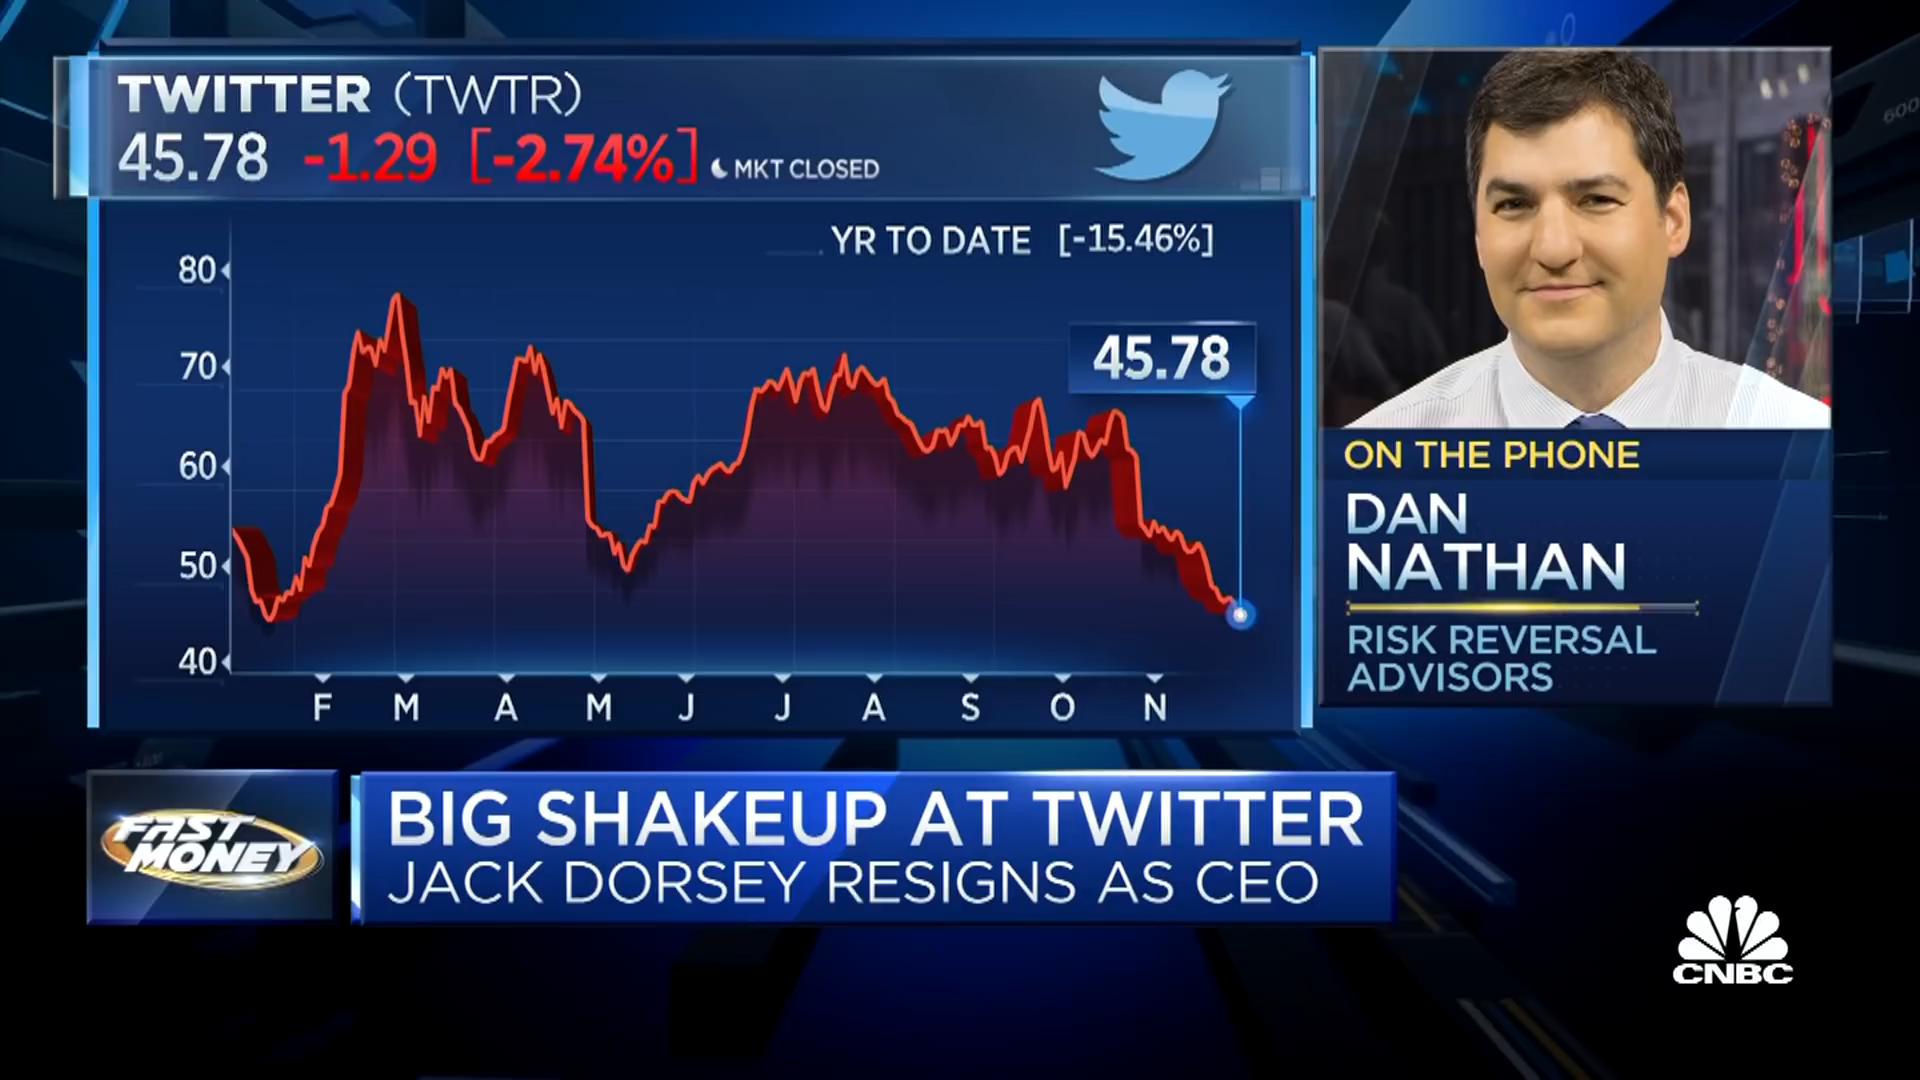 TWITTER (TWTR)
45.78 -1.29 [-2.74%] MKT CLOSED
YR TO DATE [-15.46%]
80
70
60
50
40
45.78
F M A M J J A S O N
ON THE PHONE
DAN
NATHAN
RISK REVERSAL
ADVISORS
FAST
MONEY
BIG SHAKEUP AT TWITTER
JACK DORSEY RESIGNS AS CEO
CNBC